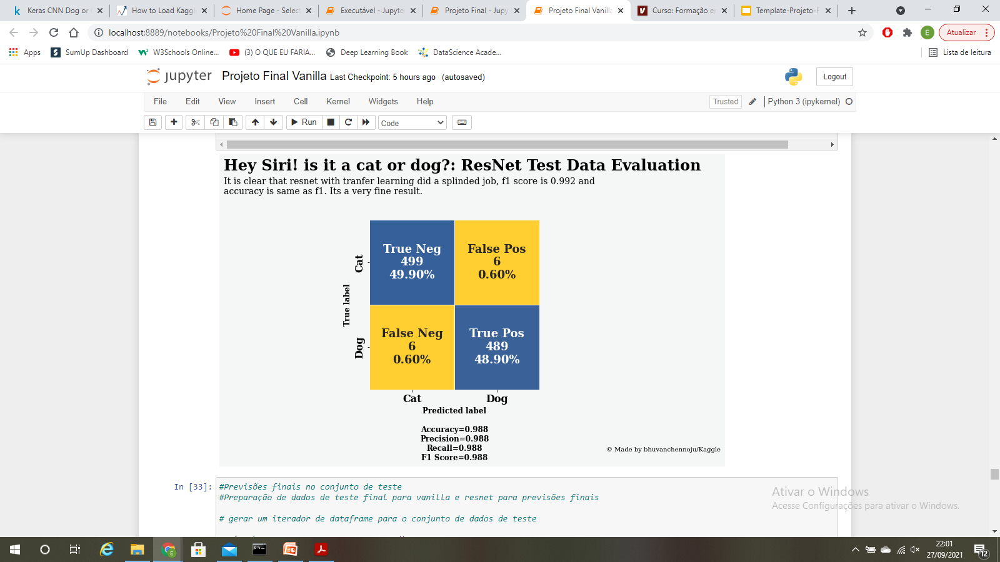 Keras CNN Dog or
How to Load Kaggl
Home Page - Select
Executável - Jupyte
Projeto Final - Jupy
Projeto Final Vanilla
Curso: Formação em
Template-Projeto-F
localhost:8889/notebooks/Projeto%20Final%20Vanilla.ipynb
E
Atualizar
Apps
SumUp Dashboard
W3Schools Online...
(3) O QUE EU FARIA...
Deep Learning Book
DataScience Acade...
Lista de leitura
jupyter
Projeto Final Vanilla Last Checkpoint: 5 hours ago (autosaved)
Logout
File Edit View Insert Cell Kernel Widgets Help
Trusted
Python 3 (ipykernel)
Run
Code
Hey Siri! is it a cat or dog?: ResNet Test Data Evaluation
It is clear that resnet with tranfer learning did a splinded job, f1 score is 0.992 and
accuracy is same as f1. Its a very fine result.
True label
Cat
Dog
True Neg
499
49.90%
False Pos
6
0.60%
False Neg
6
0.60%
True Pos
489
48.90%
Cat
Dog
Predicted label
Accuracy=0.988
Precision=0.988
Recall=0.988
F1 Score=0.988
© Made by bhuvanchennoju/Kaggle
In [33]:
#Previsões finais no conjunto de teste
#Preparação de dados de teste final para vanilla e resnet para previsões finais
# gerar um iterador de dataframe para o conjunto de dados de teste
Ativar o Windows
Acesse Configurações para ativar o Windows.
22:01
27/09/2021
12